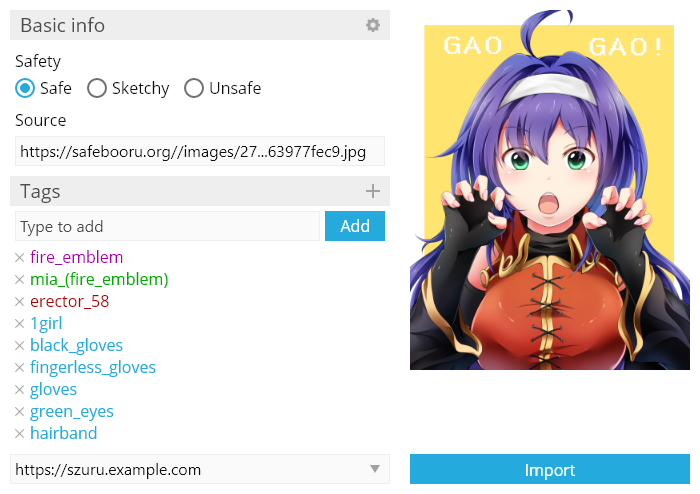 Basic info
Safety
Safe Sketchy Unsafe
Source
https://safebooru.org//images/27...63977fec9.jpg
Tags
Type to add Add
fire_emblem
mia_(fire_emblem)
erector_58
1girl
black_gloves
fingerless_gloves
gloves
green_eyes
hairband
https://szuru.example.com
GAO GAO!
Import